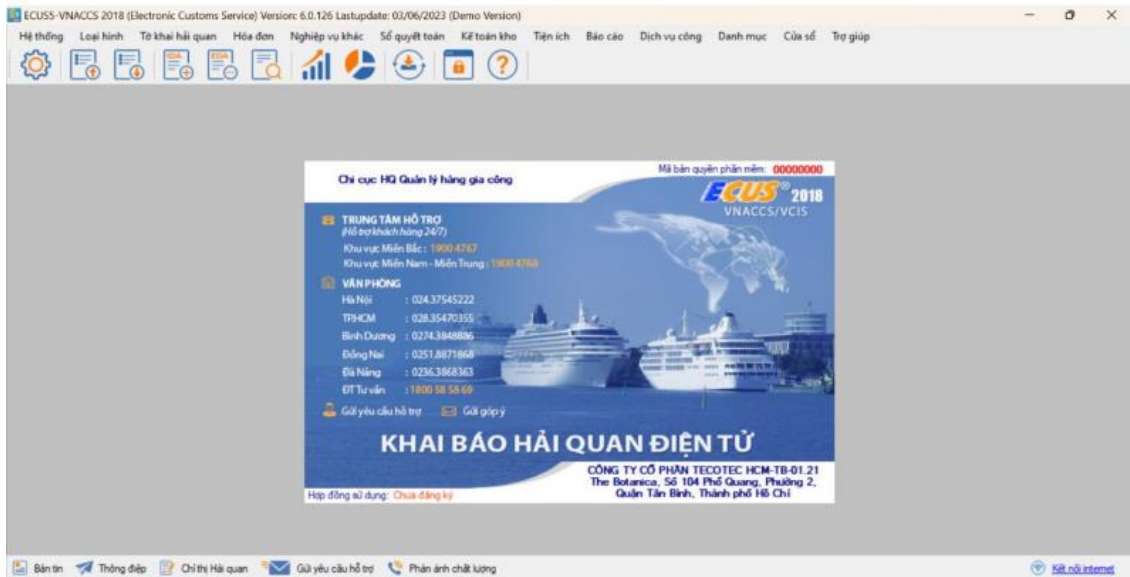 ECUS5-VNACCS 2018 (Electronic Customs Service) Version: 6.0.126 Lastupdate: 03/06/2023 (Demo Version)
Hệ thống Loại hình Tờ khai hải quan Hóa đơn Nghiệp vụ khác Sổ quyết toán Kế toán kho Tiện ích Báo cáo Dịch vụ công Danh mục Cửa sổ Trợ giúp
IDA EDA
Chi cục HQ Quản lý hàng gia công
Mã bản quyền phần mềm: 00000000
ECUS® 2018
VNACCS/VCIS
TRUNG TÂM HỖ TRỢ
(Hỗ trợ khách hàng 24/7)
Khu vực Miền Bắc : 1900 4767
Khu vực Miền Nam - Miền Trung : 1900 4768
VĂN PHÒNG
Hà Nội : 024.37545222
TPHCM : 028.35470355
Bình Dương : 0274.3848886
Đồng Nai : 0251.8871868
Đà Nẵng : 0236.3868363
ĐT Tư vấn : 1800 58 58 69
Gửi yêu cầu hỗ trợ Gửi góp ý
KHAI BÁO HẢI QUAN ĐIỆN TỬ
CÔNG TY CỔ PHẦN TECOTEC HCM-TB-01.21
The Botanica, Số 104 Phổ Quang, Phường 2,
Quận Tân Bình, Thành phố Hồ Chí
Hợp đồng sử dụng: Chưa đăng ký
Bản tin Thông điệp Chỉ thị Hải quan Gửi yêu cầu hỗ trợ Phản ánh chất lượng Kết nối internet